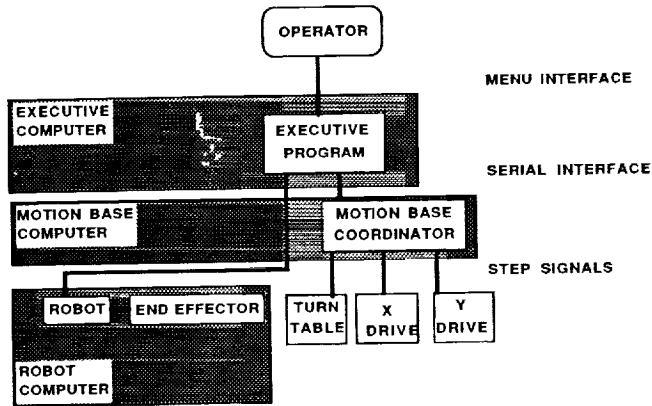 OPERATOR
MENU INTERFACE
EXECUTIVE
COMPUTER
EXECUTIVE
PROGRAM
SERIAL INTERFACE
MOTION BASE
COMPUTER
MOTION BASE
COORDINATOR
STEP SIGNALS
ROBOT
END EFFECTOR
TURN
TABLE
X
DRIVE
Y
DRIVE
ROBOT
COMPUTER